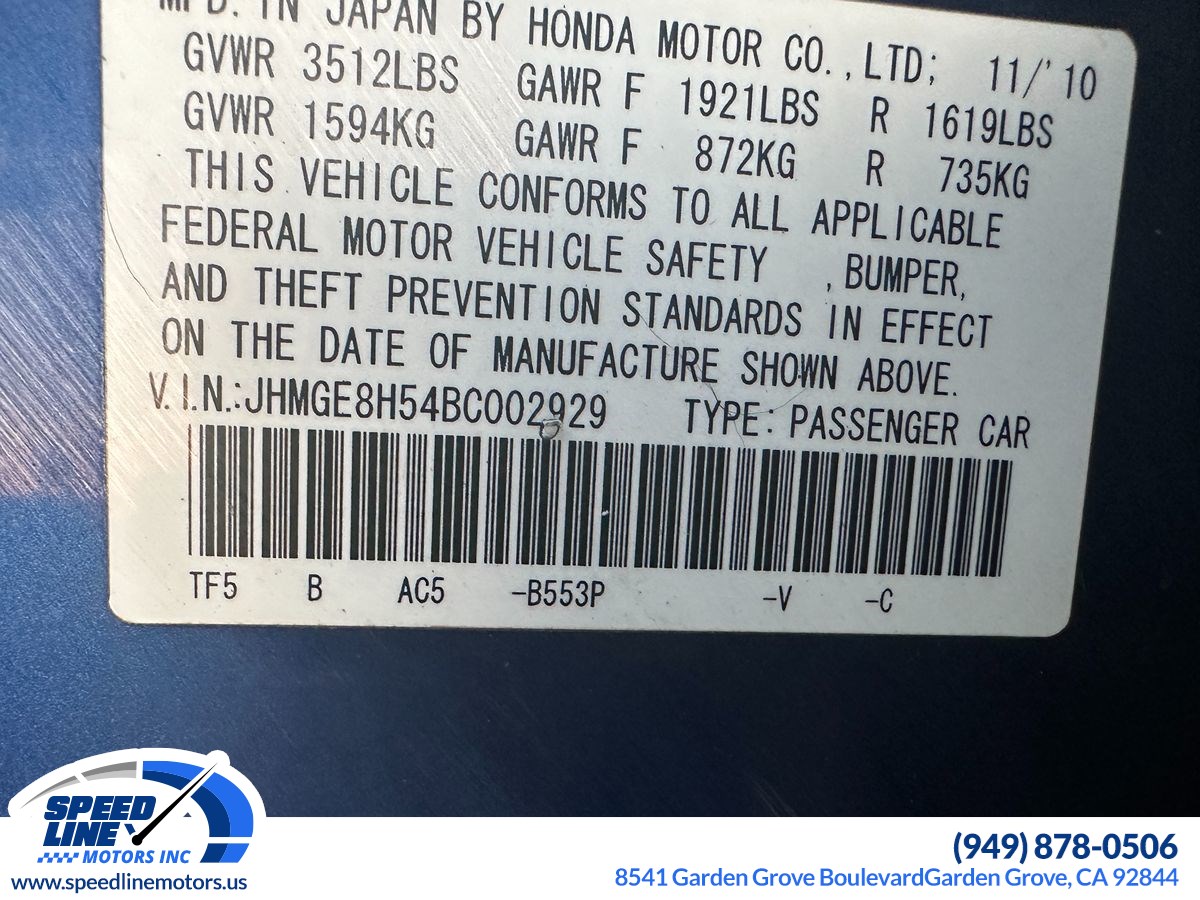 MFD. IN JAPAN BY HONDA MOTOR CO.,LTD; 11/'10
GVWR 3512LBS GAWR F 1921LBS R 1619LBS
GVWR 1594KG GAWR F 872KG R 735KG
THIS VEHICLE CONFORMS TO ALL APPLICABLE
FEDERAL MOTOR VEHICLE SAFETY ,BUMPER,
AND THEFT PREVENTION STANDARDS IN EFFECT
ON THE DATE OF MANUFACTURE SHOWN ABOVE.
V.I.N.:JHMGE8H54BC002929 TYPE:PASSENGER CAR
TF5 B AC5 -B553P -V -C
SPEED
LINE
MOTORS INC
www.speedlinemotors.us
(949) 878-0506
8541 Garden Grove BoulevardGarden Grove, CA 92844